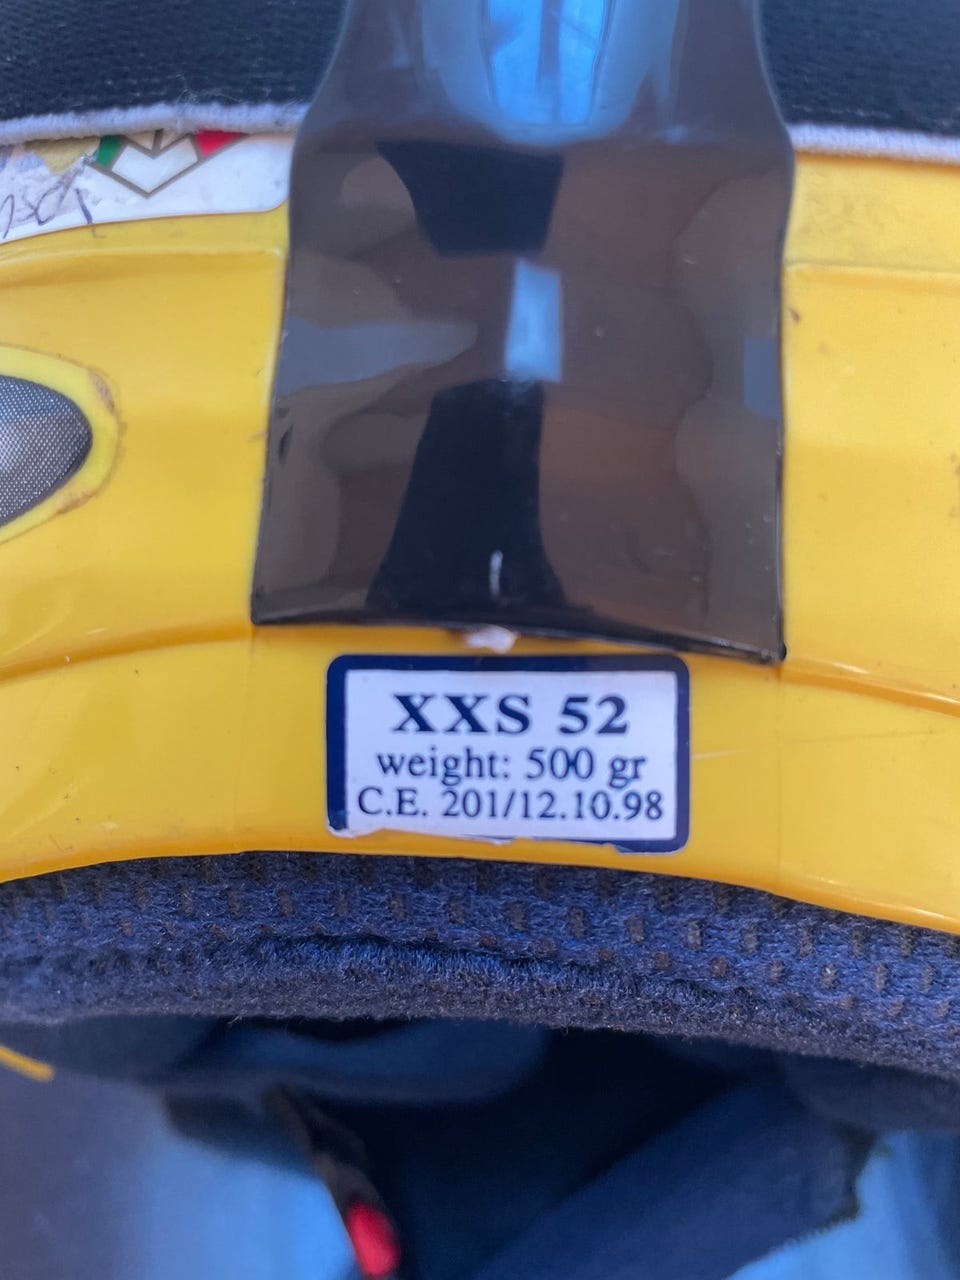 XXS 52
weight: 500 gr
C.E. 201/12.10.98